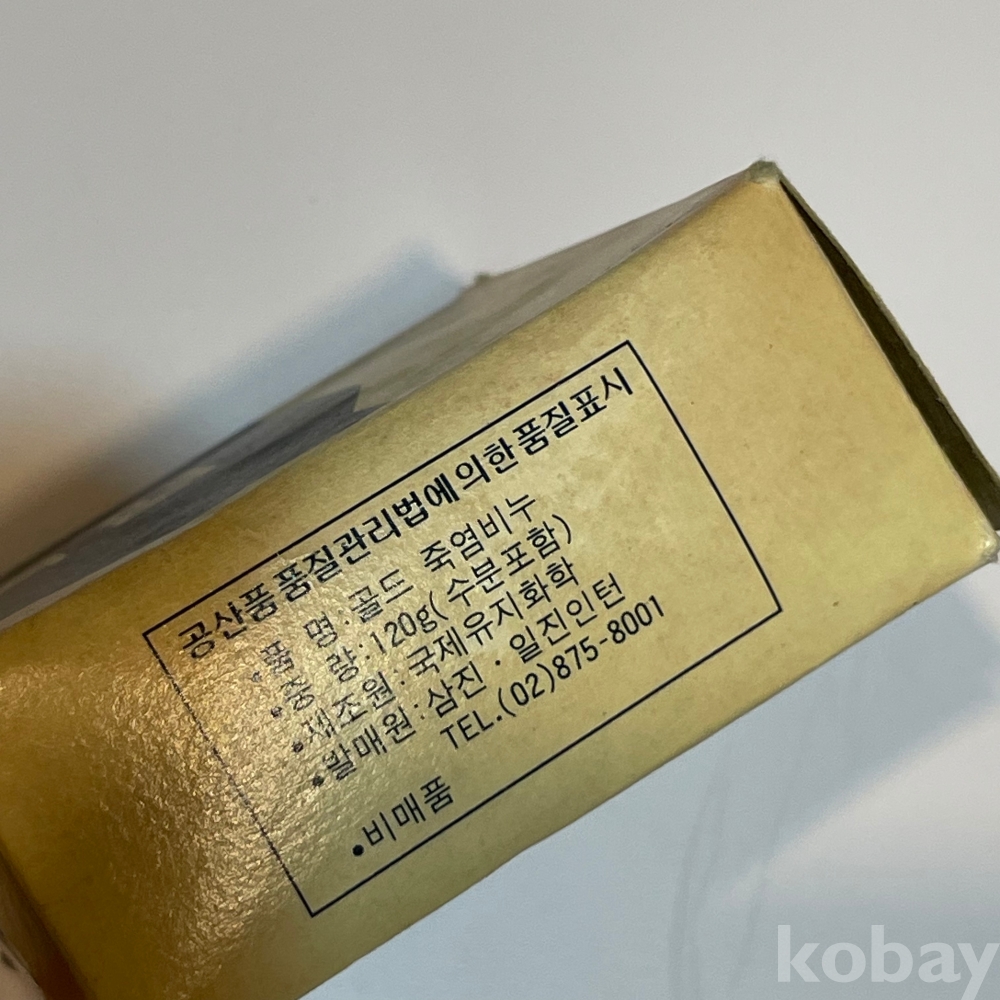 공산품품질관리법에의한품질표시
•품 명:골드 죽염비누
•중 량:120g(수분포함)
•제조원:국제유지화학
•발매원:삼진·일진인턴
TEL.(02)875-8001
•비매품
kobay